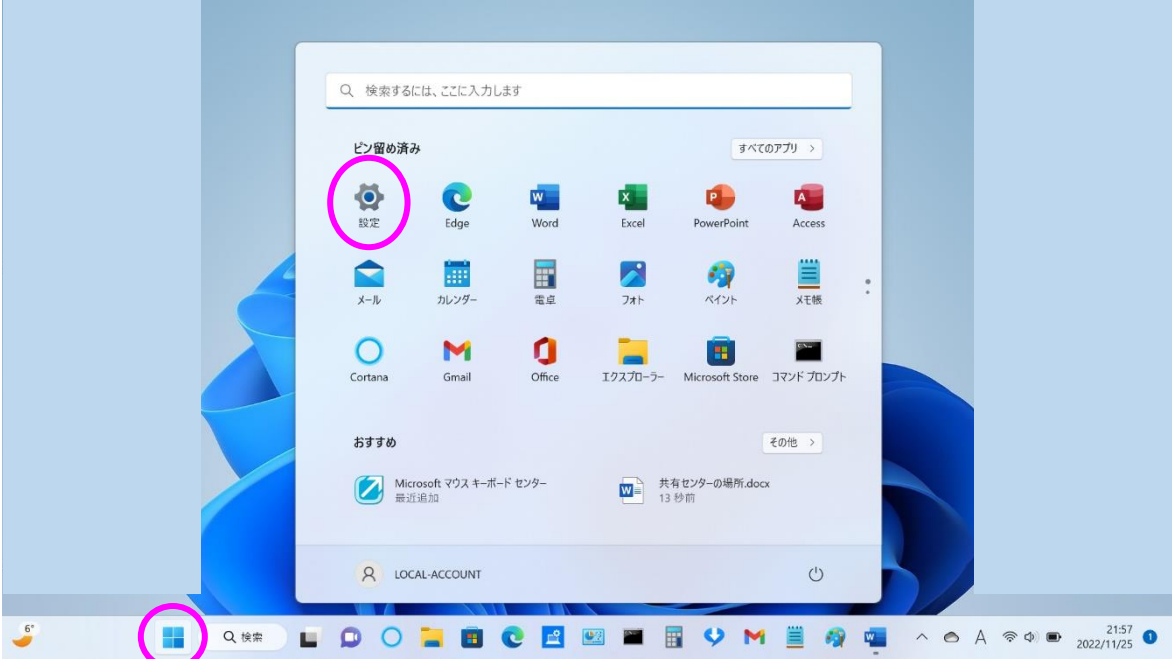 検索するには、ここに入力します
ピン留め済み
すべてのアプリ >
設定
Edge
Word
Excel
PowerPoint
Access
メール
カレンダー
電卓
フォト
ペイント
メモ帳
Cortana
Gmail
Office
エクスプローラー
Microsoft Store
コマンド プロンプト
おすすめ
その他 >
Microsoft マウス キーボード センター
最近追加
共有センターの場所.docx
13 秒前
LOCAL-ACCOUNT
6°
検索
A
21:57
2022/11/25
1